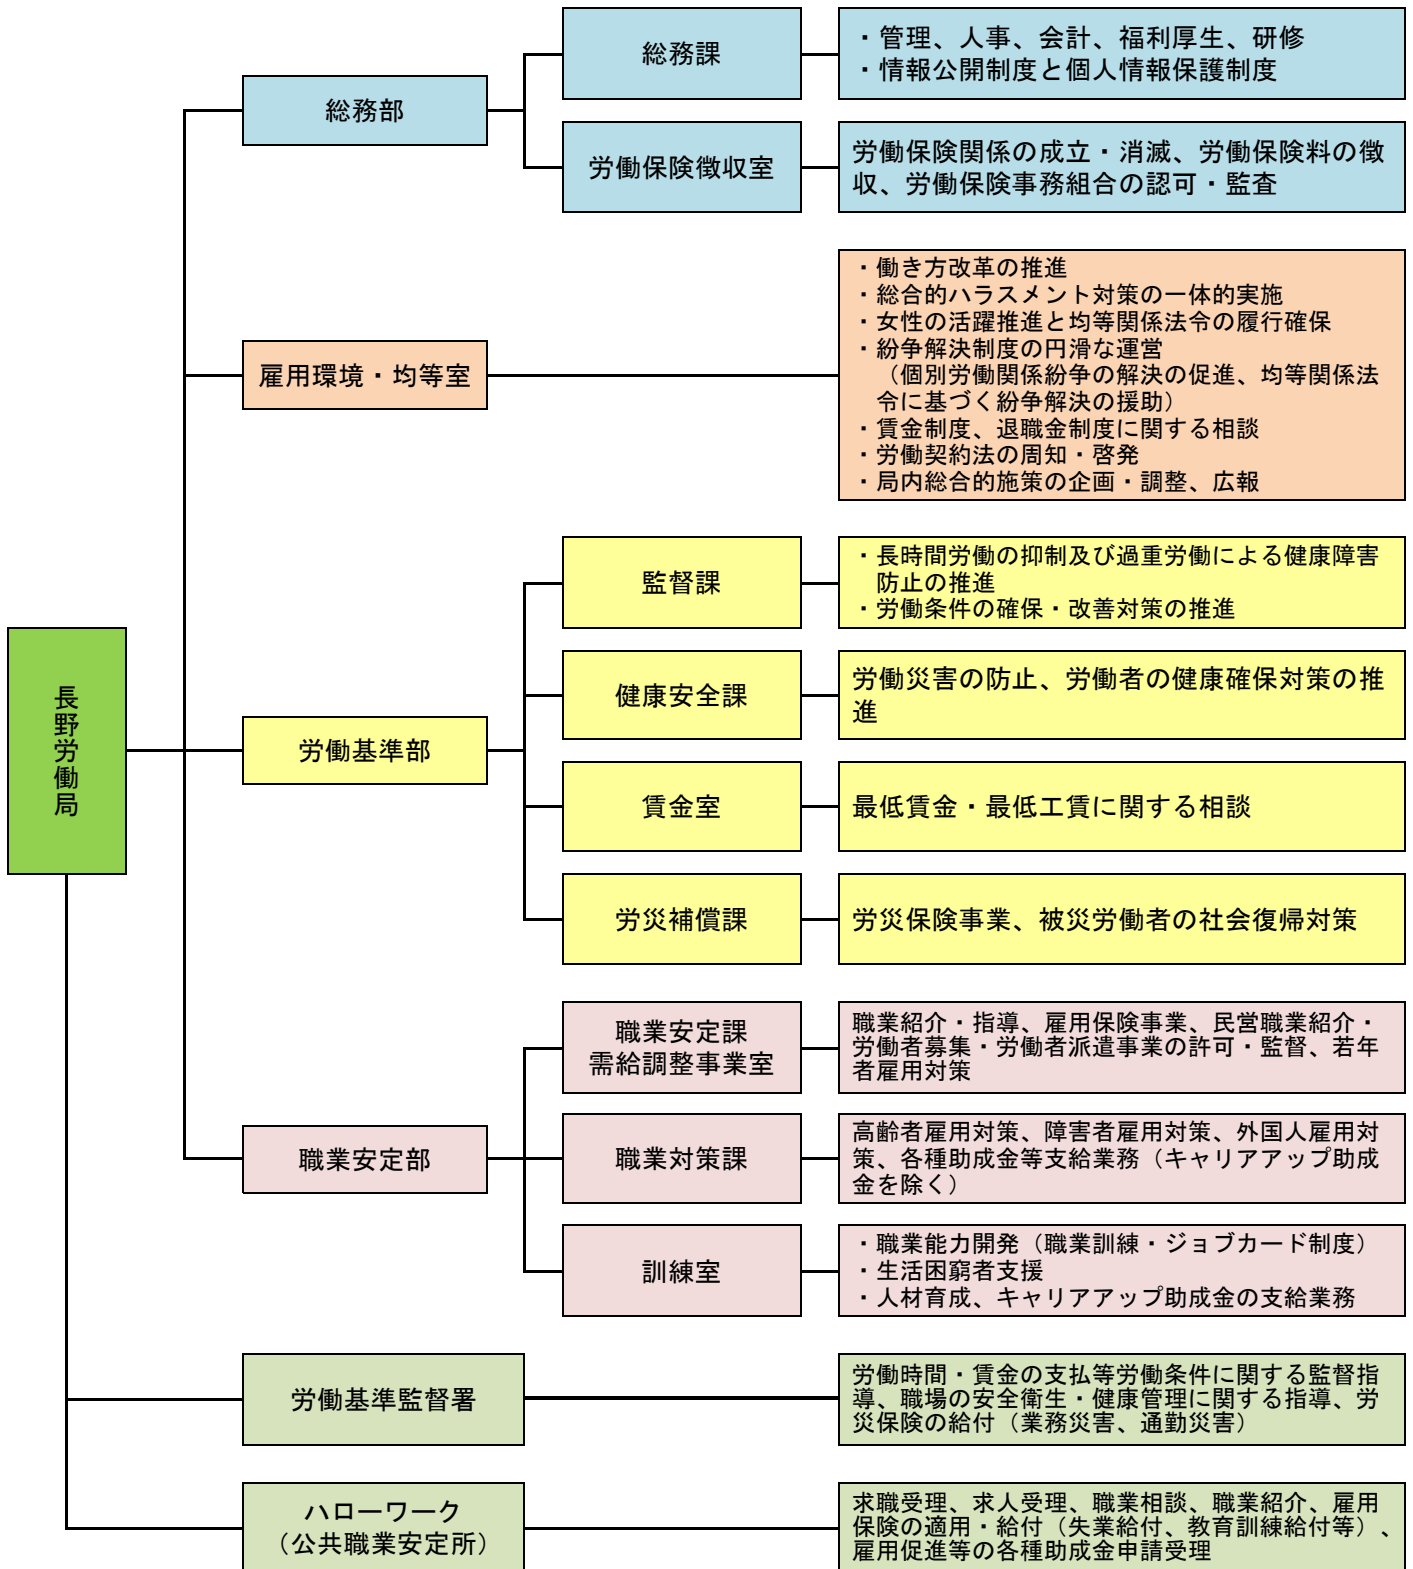 長野労働局
総務部
総務課
・管理、人事、会計、福利厚生、研修
・情報公開制度と個人情報保護制度
労働保険徴収室
労働保険関係の成立・消滅、労働保険料の徴
収、労働保険事務組合の認可・監査
雇用環境・均等室
・働き方改革の推進
・総合的ハラスメント対策の一体的実施
・女性の活躍推進と均等関係法令の履行確保
・紛争解決制度の円滑な運営
（個別労働関係紛争の解決の促進、均等関係法
令に基づく紛争解決の援助）
・賃金制度、退職金制度に関する相談
・労働契約法の周知・啓発
・局内総合的施策の企画・調整、広報
労働基準部
監督課
・長時間労働の抑制及び過重労働による健康障害
防止の推進
・労働条件の確保・改善対策の推進
健康安全課
労働災害の防止、労働者の健康確保対策の推
進
賃金室
最低賃金・最低工賃に関する相談
労災補償課
労災保険事業、被災労働者の社会復帰対策
職業安定部
職業安定課
需給調整事業室
職業紹介・指導、雇用保険事業、民営職業紹介・
労働者募集・労働者派遣事業の許可・監督、若年
者雇用対策
職業対策課
高齢者雇用対策、障害者雇用対策、外国人雇用対
策、各種助成金等支給業務（キャリアアップ助成
金を除く）
訓練室
・職業能力開発（職業訓練・ジョブカード制度）
・生活困窮者支援
・人材育成、キャリアアップ助成金の支給業務
労働基準監督署
労働時間・賃金の支払等労働条件に関する監督指
導、職場の安全衛生・健康管理に関する指導、労
災保険の給付（業務災害、通勤災害）
ハローワーク
（公共職業安定所）
求職受理、求人受理、職業相談、職業紹介、雇用
保険の適用・給付（失業給付、教育訓練給付等）、
雇用促進等の各種助成金申請受理